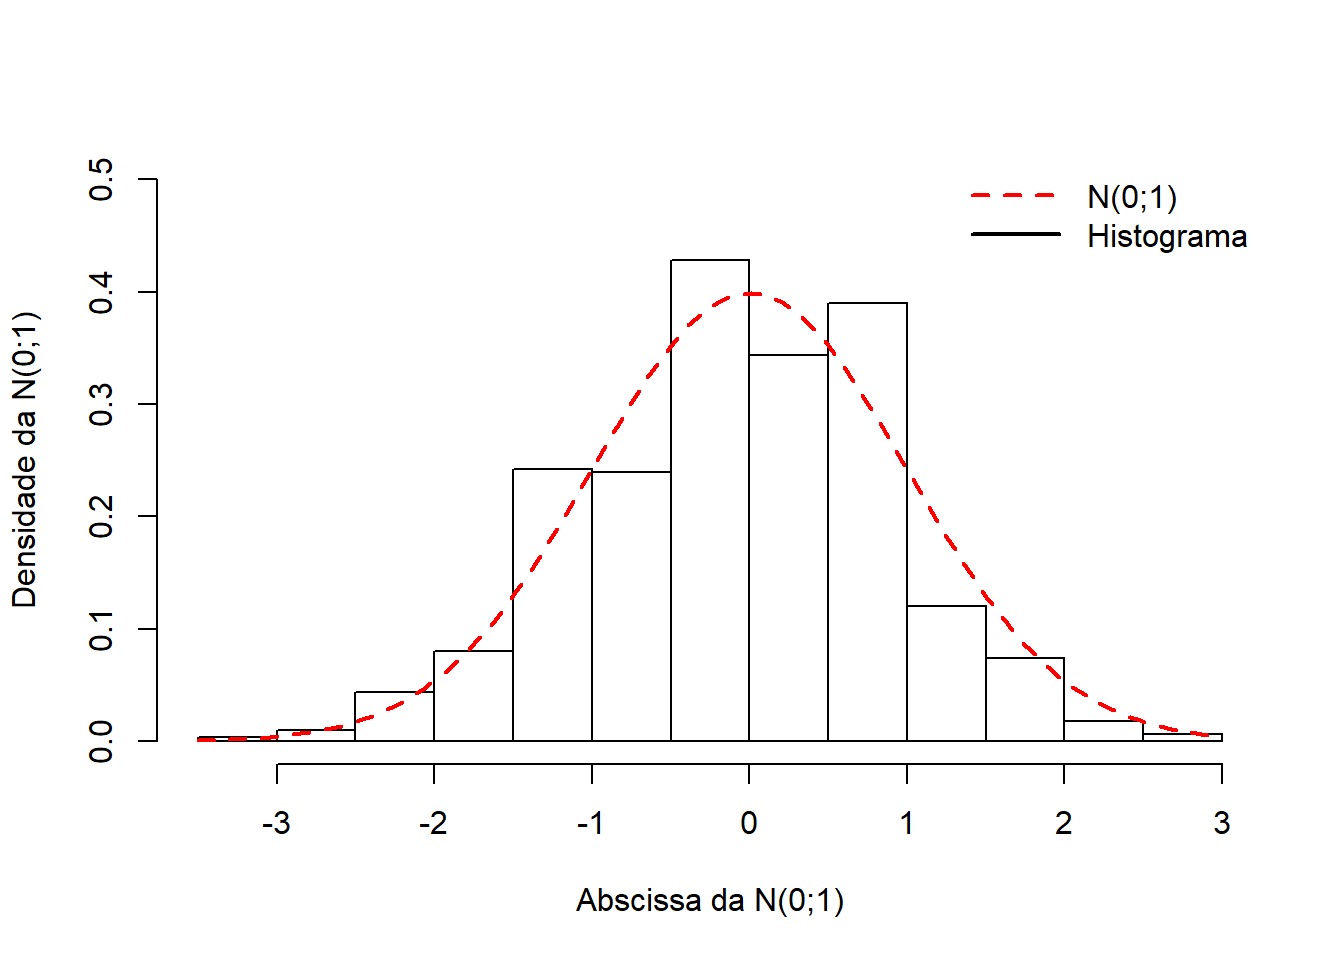 N(0;1)
Histograma
Densidade da N(0;1)
0.5
0.4
0.3
0.2
0.1
0.0
-3 -2 -1 0 1 2 3
Abscissa da N(0;1)